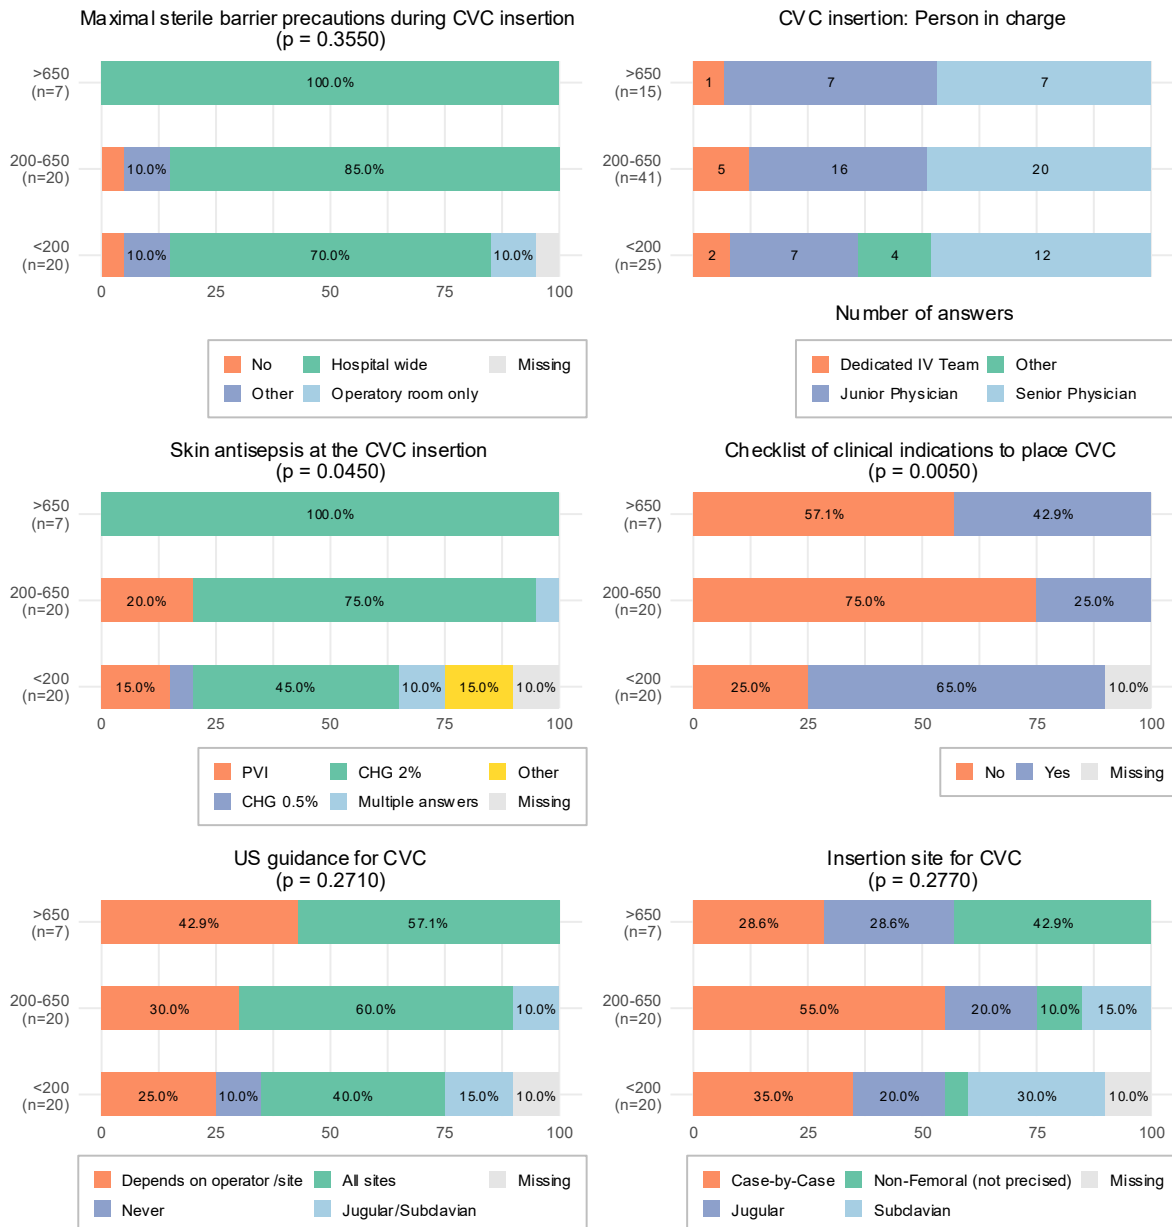 Maximal sterile barrier precautions during CVC insertion
(p = 0.3550)
>650
(n=7)
100.0%
200-650
(n=20)
10.0%
85.0%
<200
(n=20)
10.0%
70.0%
10.0%
0
25
50
75
100
No
Hospital wide
Missing
Other
Operatory room only
CVC insertion: Person in charge
>650
(n=15)
1
7
7
200-650
(n=41)
5
16
20
<200
(n=25)
2
7
4
12
Number of answers
Dedicated IV Team
Other
Junior Physician
Senior Physician
Skin antisepsis at the CVC insertion
(p = 0.0450)
>650
(n=7)
100.0%
200-650
(n=20)
20.0%
75.0%
<200
(n=20)
15.0%
45.0%
10.0%
15.0%
10.0%
0
25
50
75
100
PVI
CHG 2%
Other
CHG 0.5%
Multiple answers
Missing
Checklist of clinical indications to place CVC
(p = 0.0050)
>650
(n=7)
57.1%
42.9%
200-650
(n=20)
75.0%
25.0%
<200
(n=20)
25.0%
65.0%
10.0%
0
25
50
75
100
No
Yes
Missing
US guidance for CVC
(p = 0.2710)
>650
(n=7)
42.9%
57.1%
200-650
(n=20)
30.0%
60.0%
10.0%
<200
(n=20)
25.0%
10.0%
40.0%
15.0%
10.0%
0
25
50
75
100
Depends on operator /site
All sites
Missing
Never
Jugular/Subclavian
Insertion site for CVC
(p = 0.2770)
>650
(n=7)
28.6%
28.6%
42.9%
200-650
(n=20)
55.0%
20.0%
10.0%
15.0%
<200
(n=20)
35.0%
20.0%
30.0%
10.0%
0
25
50
75
100
Case-by-Case
Non-Femoral (not precised)
Missing
Jugular
Subclavian